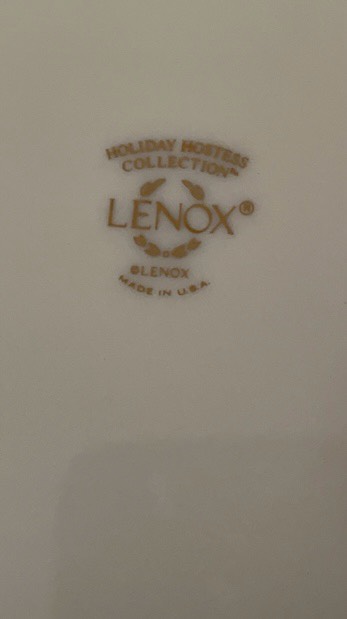 HOLIDAY HOSTESS
COLLECTION™
LENOX®
©LENOX
MADE IN U.S.A.